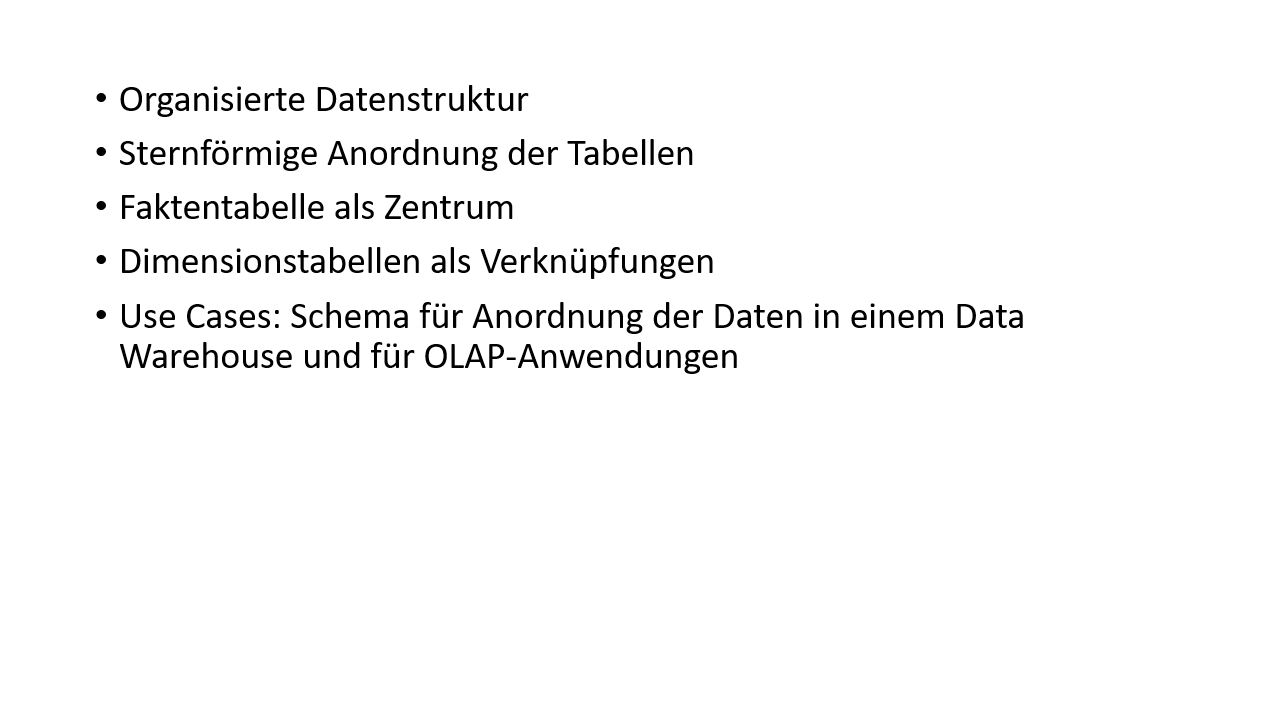 • Organisierte Datenstruktur
• Sternförmige Anordnung der Tabellen
• Faktentabelle als Zentrum
• Dimensionstabellen als Verknüpfungen
• Use Cases: Schema für Anordnung der Daten in einem Data
Warehouse und für OLAP-Anwendungen